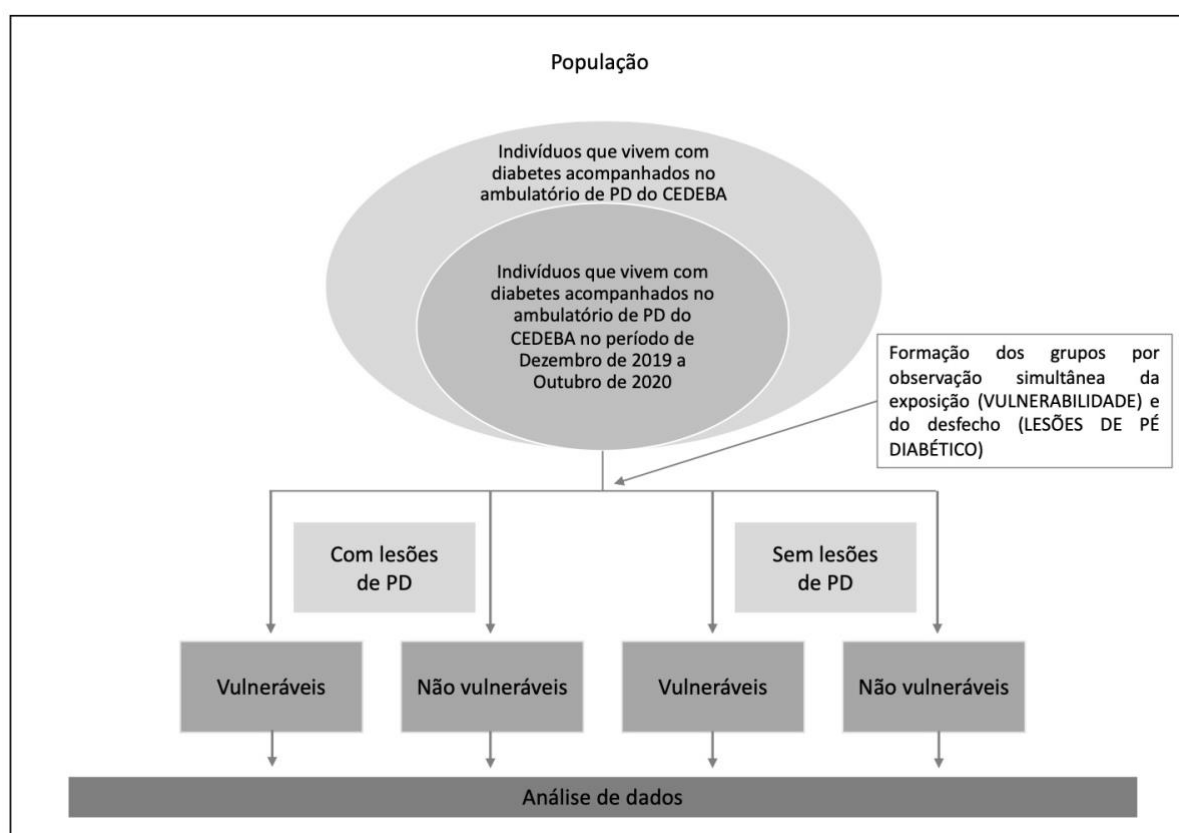 População
Indivíduos que vivem com
diabetes acompanhados no
ambulatório de PD do CEDEBA
Indivíduos que vivem com
diabetes acompanhados no
ambulatório de PD do
CEDEBA no período de
Dezembro de 2019 a
Outubro de 2020
Formação dos grupos por
observação simultânea da
exposição (VULNERABILIDADE) e
do desfecho (LESÕES DE PÉ
DIABÉTICO)
Com lesões
de PD
Sem lesões
de PD
Vulneráveis
Não vulneráveis
Vulneráveis
Não vulneráveis
Análise de dados